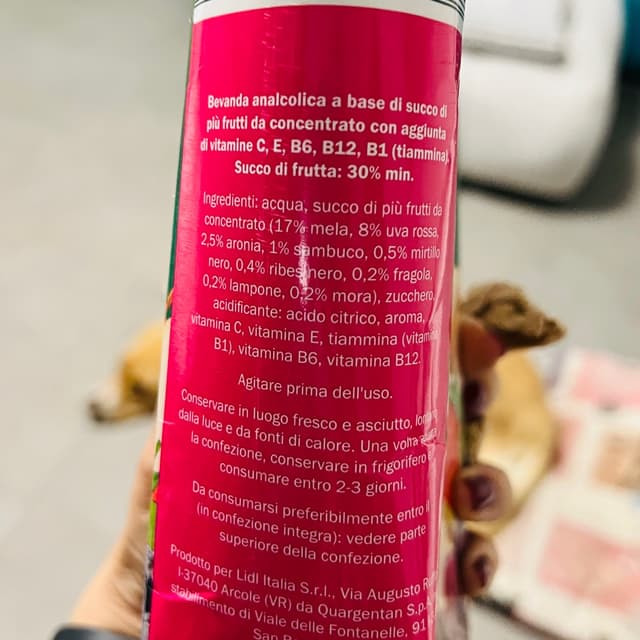 Bevanda analcolica a base di succo di
più frutti da concentrato con aggiunta
di vitamine C, E, B6, B12, B1 (tiammina).
Succo di frutta: 30% min.
Ingredienti: acqua, succo di più frutti da
concentrato (17% mela, 8% uva rossa,
2,5% aronia, 1% sambuco, 0,5% mirtillo
nero, 0,4% ribes nero, 0,2% fragola,
0,2% lampone, 0,2% mora), zucchero,
acidificante: acido citrico, aroma,
vitamina C, vitamina E, tiammina (vitamina
B1), vitamina B6, vitamina B12.
Agitare prima dell'uso.
Conservare in luogo fresco e asciutto, lontano
dalla luce e da fonti di calore. Una volta
la confezione, conservare in frigorifero e
consumare entro 2-3 giorni.
Da consumarsi preferibilmente entro il
(in confezione integra): vedere parte
superiore della confezione.
Prodotto per Lidl Italia S.r.l., Via Augusto
I-37040 Arcole (VR) da Quargentan S.p.A.
stabilimento di Viale delle Fontanelle, 91
San